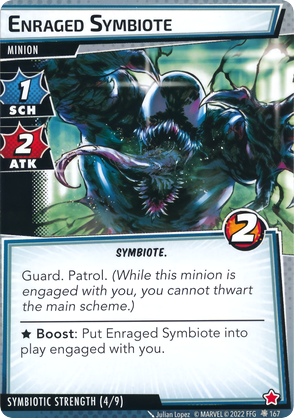 ENRAGED SYMBIOTE
MINION
1
SCH
2
ATK
2
SYMBIOTE.
Guard. Patrol. (While this minion is
engaged with you, you cannot thwart
the main scheme.)
★ Boost: Put Enraged Symbiote into
play engaged with you.
SYMBIOTIC STRENGTH (4/9)
Julian Lopez © MARVEL © 2022 FFG 167